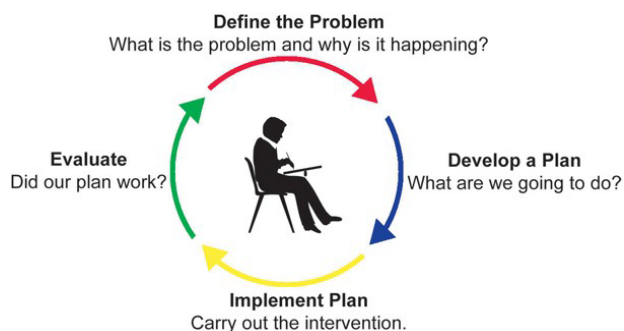 Define the Problem
What is the problem and why is it happening?
Develop a Plan
What are we going to do?
Implement Plan
Carry out the intervention.
Evaluate
Did our plan work?